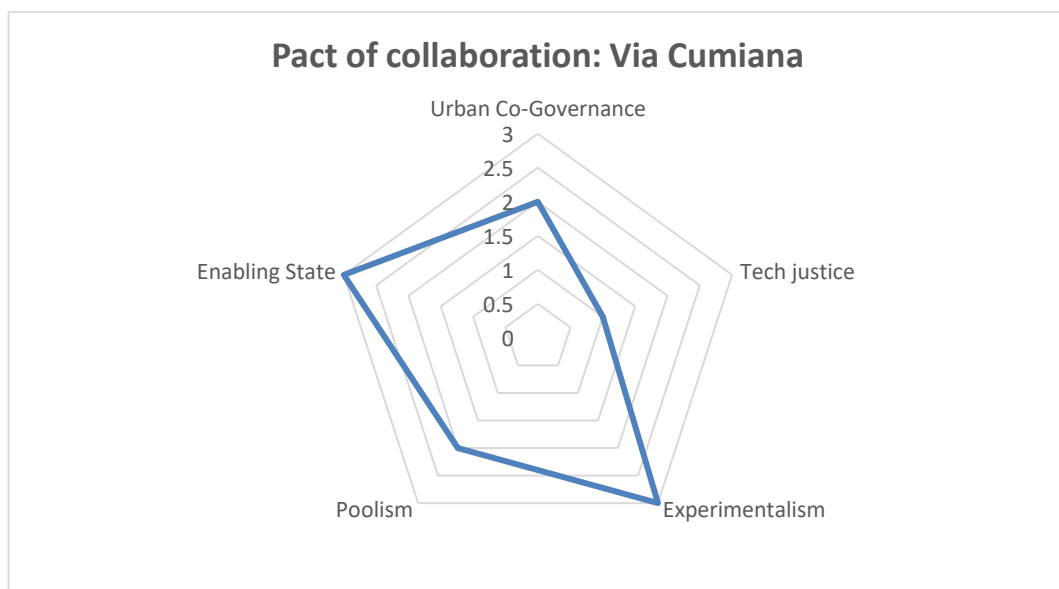 Pact of collaboration: Via Cumiana
Urban Co-Governance
3
2.5
2
1.5
1
0.5
0
Enabling State
Tech justice
Poolism
Experimentalism